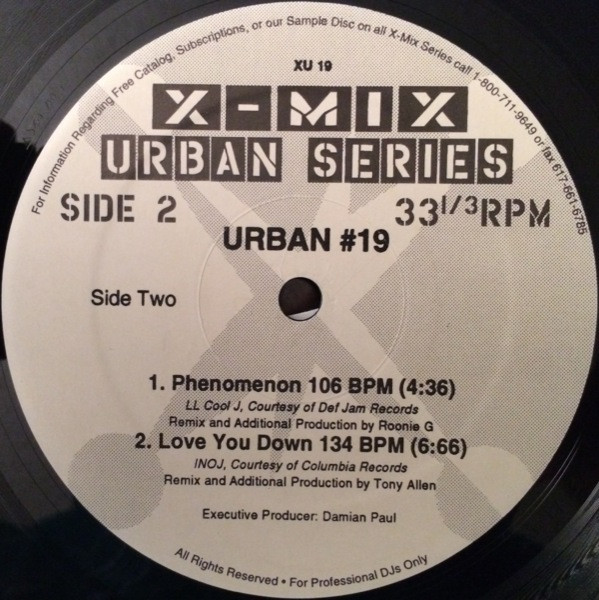 For Information Regarding Free Catalog, Subscriptions, or our Sample Disc on all X-Mix Series call 1-800-711-9649 or fax 617-661-6785
XU 19
X-MIX
URBAN SERIES
SIDE 2
33 1/3 RPM
URBAN #19
Side Two
1. Phenomenon 106 BPM (4:36)
LL Cool J, Courtesy of Def Jam Records
Remix and Additional Production by Roonie G
2. Love You Down 134 BPM (6:66)
INOJ, Courtesy of Columbia Records
Remix and Additional Production by Tony Allen
Executive Producer: Damian Paul
All Rights Reserved • For Professional DJs Only